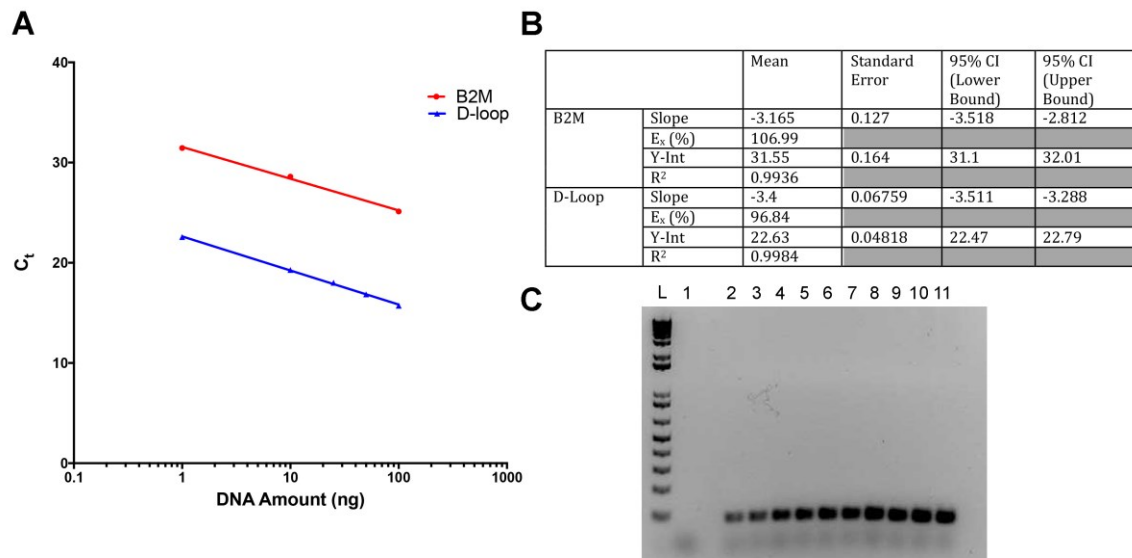 A
40
30
20
10
0
0.1 1 10 100 1000
Ct
DNA Amount (ng)
B2M
D-loop
B
Mean Standard Error 95% CI (Lower Bound) 95% CI (Upper Bound)
B2M Slope -3.165 0.127 -3.518 -2.812
Ex (%) 106.99
Y-Int 31.55 0.164 31.1 32.01
R² 0.9936
D-Loop Slope -3.4 0.06759 -3.511 -3.288
Ex (%) 96.84
Y-Int 22.63 0.04818 22.47 22.79
R² 0.9984
C
L 1 2 3 4 5 6 7 8 9 10 11